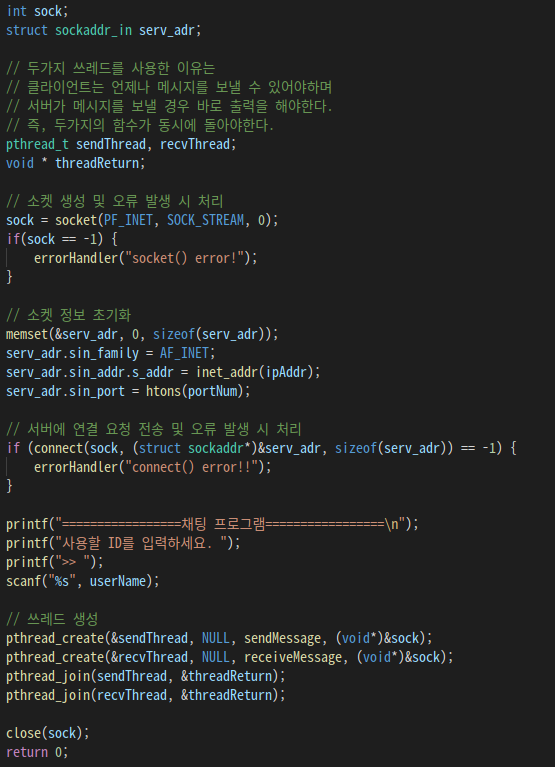 int sock;
struct sockaddr_in serv_adr;
// 두가지 쓰레드를 사용한 이유는
// 클라이언트는 언제나 메시지를 보낼 수 있어야하며
// 서버가 메시지를 보낼 경우 바로 출력을 해야한다.
// 즉, 두가지의 함수가 동시에 돌아야한다.
pthread_t sendThread, recvThread;
void * threadReturn;
// 소켓 생성 및 오류 발생 시 처리
sock = socket(PF_INET, SOCK_STREAM, 0);
if(sock == -1) {
    errorHandler("socket() error!");
}
// 소켓 정보 초기화
memset(&serv_adr, 0, sizeof(serv_adr));
serv_adr.sin_family = AF_INET;
serv_adr.sin_addr.s_addr = inet_addr(ipAddr);
serv_adr.sin_port = htons(portNum);
// 서버에 연결 요청 전송 및 오류 발생 시 처리
if (connect(sock, (struct sockaddr*)&serv_adr, sizeof(serv_adr)) == -1) {
    errorHandler("connect() error!!");
}
printf("=================채팅 프로그램=================\n");
printf("사용할 ID를 입력하세요. ");
printf(">> ");
scanf("%s", userName);
// 쓰레드 생성
pthread_create(&sendThread, NULL, sendMessage, (void*)&sock);
pthread_create(&recvThread, NULL, receiveMessage, (void*)&sock);
pthread_join(sendThread, &threadReturn);
pthread_join(recvThread, &threadReturn);
close(sock);
return 0;